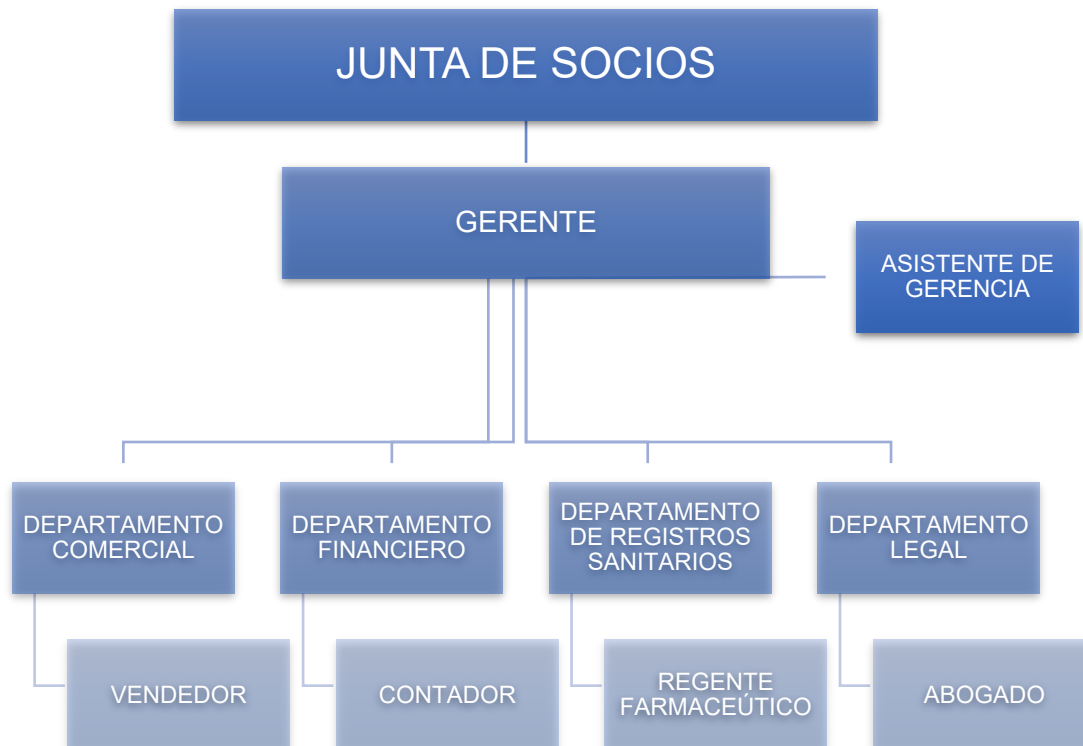 JUNTA DE SOCIOS
GERENTE
ASISTENTE DE
GERENCIA
DEPARTAMENTO
COMERCIAL
DEPARTAMENTO
FINANCIERO
DEPARTAMENTO
DE REGISTROS
SANITARIOS
DEPARTAMENTO
LEGAL
VENDEDOR
CONTADOR
REGENTE
FARMACEÚTICO
ABOGADO